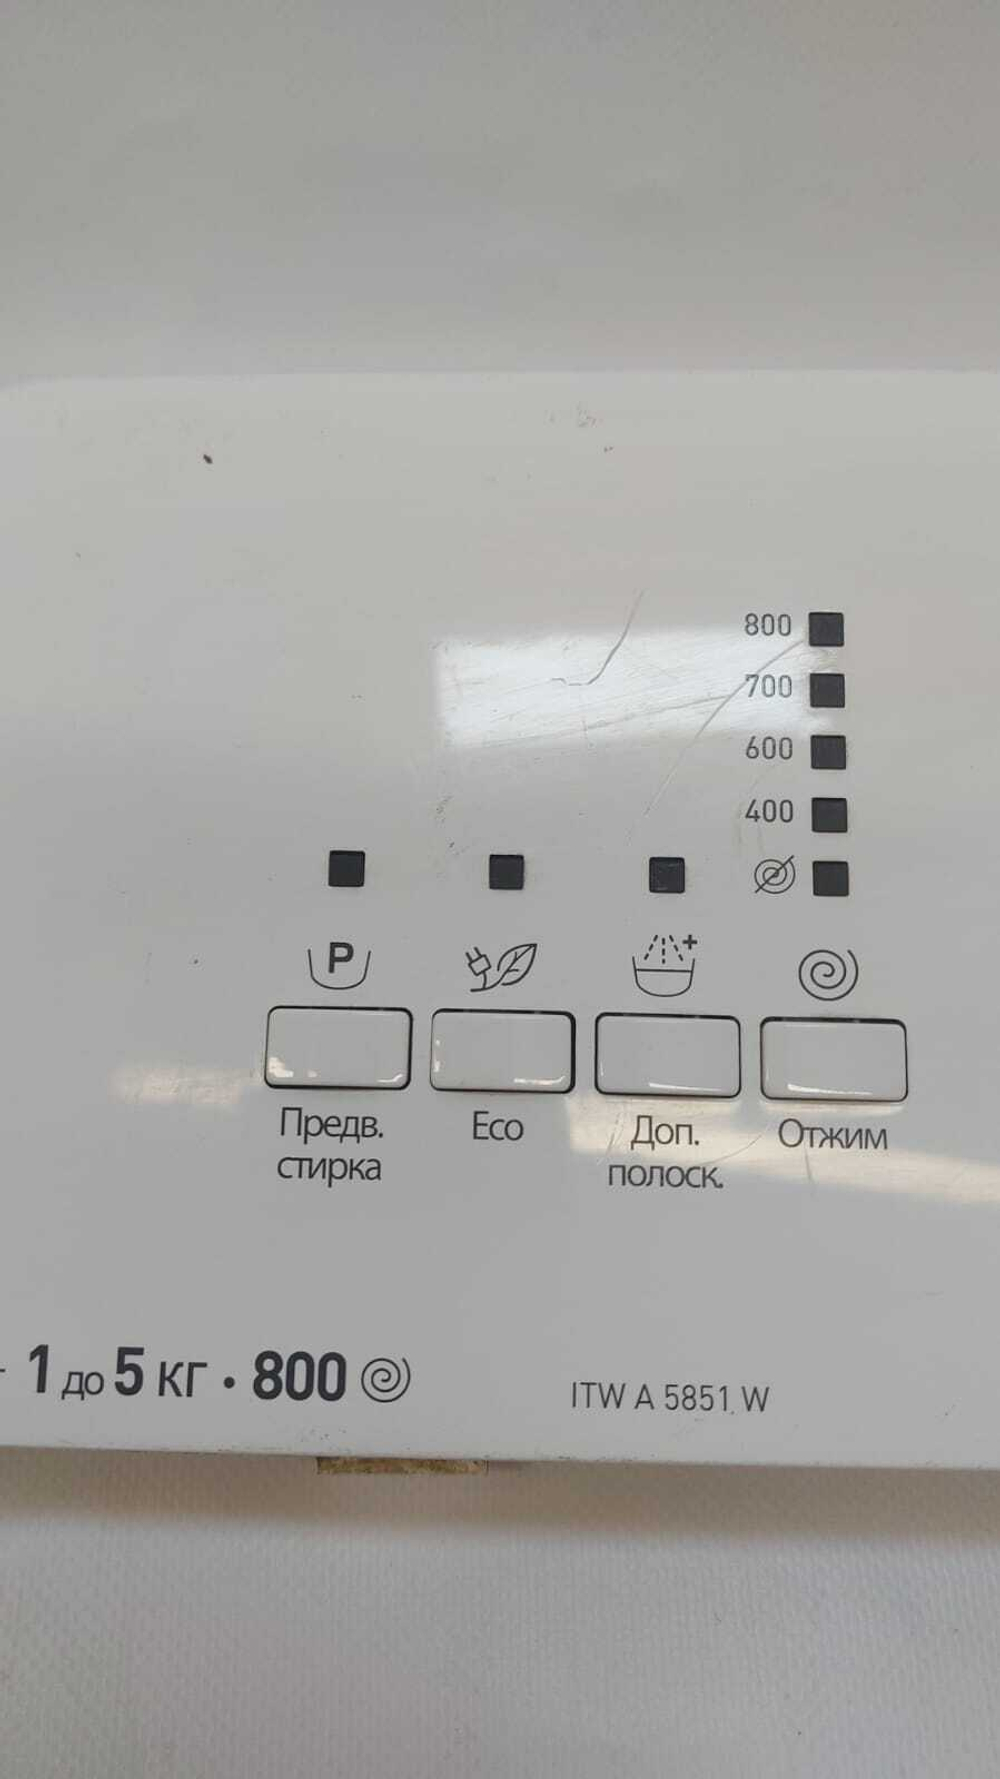 800
700
600
400
P
Предв.
стирка
Eco
Доп.
полоск.
Отжим
1 до 5 кг • 800
ITW A 5851 W